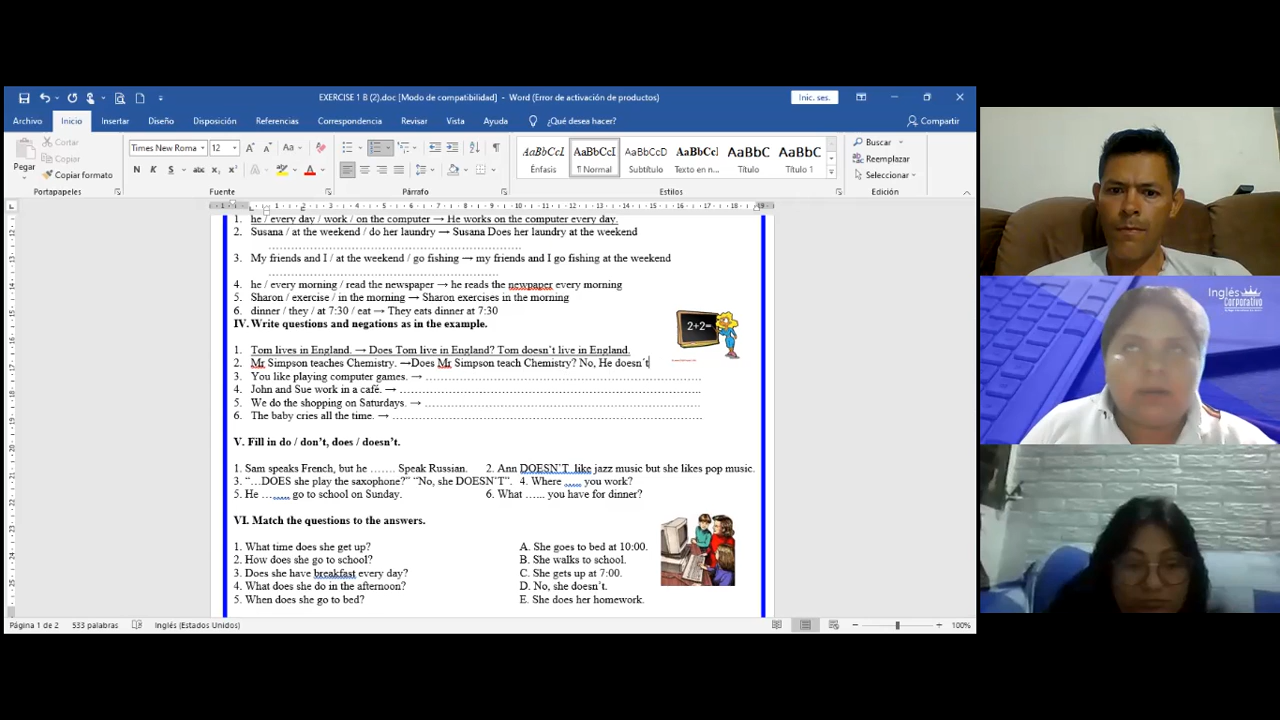 EXERCISE 1 B (2).doc [Modo de compatibilidad] - Word (Error de activación de productos)
Inic. ses.
Archivo Inicio Insertar Diseño Disposición Referencias Correspondencia Revisar Vista Ayuda ¿Qué desea hacer? Compartir
Pegar
Cortar
Copiar
Copiar formato
Times New Roma 12
N K S abc x₂ x²
AaBbCcI AaBbCcI AaBbCcD AaBbCcI AaBbC AaBbC
Énfasis ¶ Normal Subtítulo Texto en n... Título Título 1
Buscar
Reemplazar
Seleccionar
Portapapeles Fuente Párrafo Estilos Edición
1. he / every day / work / on the computer → He works on the computer every day.
2. Susana / at the weekend / do her laundry → Susana Does her laundry at the weekend
3. My friends and I / at the weekend / go fishing → my friends and I go fishing at the weekend
4. he / every morning / read the newspaper → he reads the newpaper every morning
5. Sharon / exercise / in the morning → Sharon exercises in the morning
6. dinner / they / at 7:30 / eat → They eats dinner at 7:30
IV. Write questions and negations as in the example.
2+2=
1. Tom lives in England. → Does Tom live in England? Tom doesn´t live in England.
2. Mr Simpson teaches Chemistry. →Does Mr Simpson teach Chemistry? No, He doesn´t
3. You like playing computer games. → ……………………………………………
4. John and Sue work in a café. → ……………………………………………
5. We do the shopping on Saturdays. → ……………………………………………
6. The baby cries all the time. → ……………………………………………
V. Fill in do / don’t, does / doesn’t.
1. Sam speaks French, but he ……. Speak Russian. 2. Ann DOESN´T like jazz music but she likes pop music.
3. “…DOES she play the saxophone?” “No, she DOESN´T”. 4. Where …… you work?
5. He …….. go to school on Sunday. 6. What …... you have for dinner?
VI. Match the questions to the answers.
1. What time does she get up? A. She goes to bed at 10:00.
2. How does she go to school? B. She walks to school.
3. Does she have breakfast every day? C. She gets up at 7:00.
4. What does she do in the afternoon? D. No, she doesn’t.
5. When does she go to bed? E. She does her homework.
Página 1 de 2 533 palabras Inglés (Estados Unidos) 100%
Inglés
Corporativo